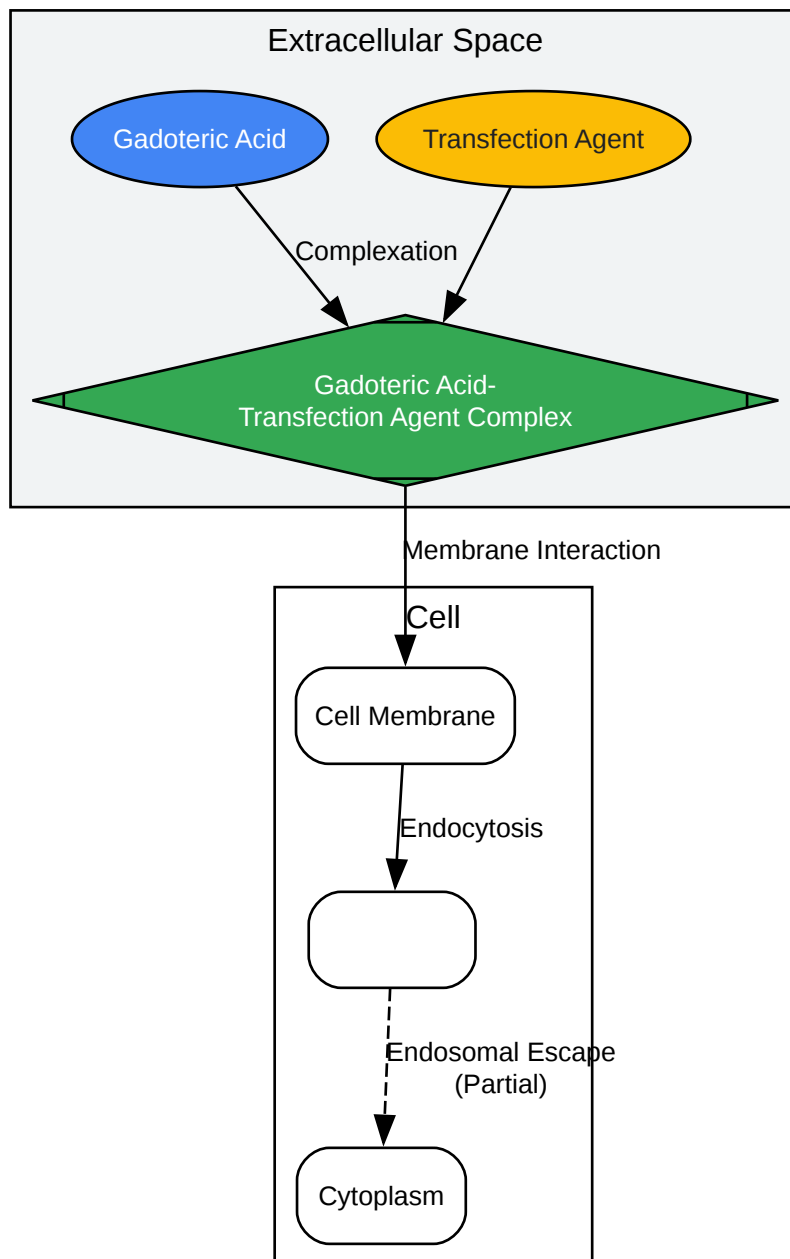 Extracellular Space
Gadoteric Acid
Transfection Agent
Complexation
Gadoteric Acid-
Transfection Agent Complex
Membrane Interaction
Cell
Cell Membrane
Endocytosis
Endosomal Escape
(Partial)
Cytoplasm